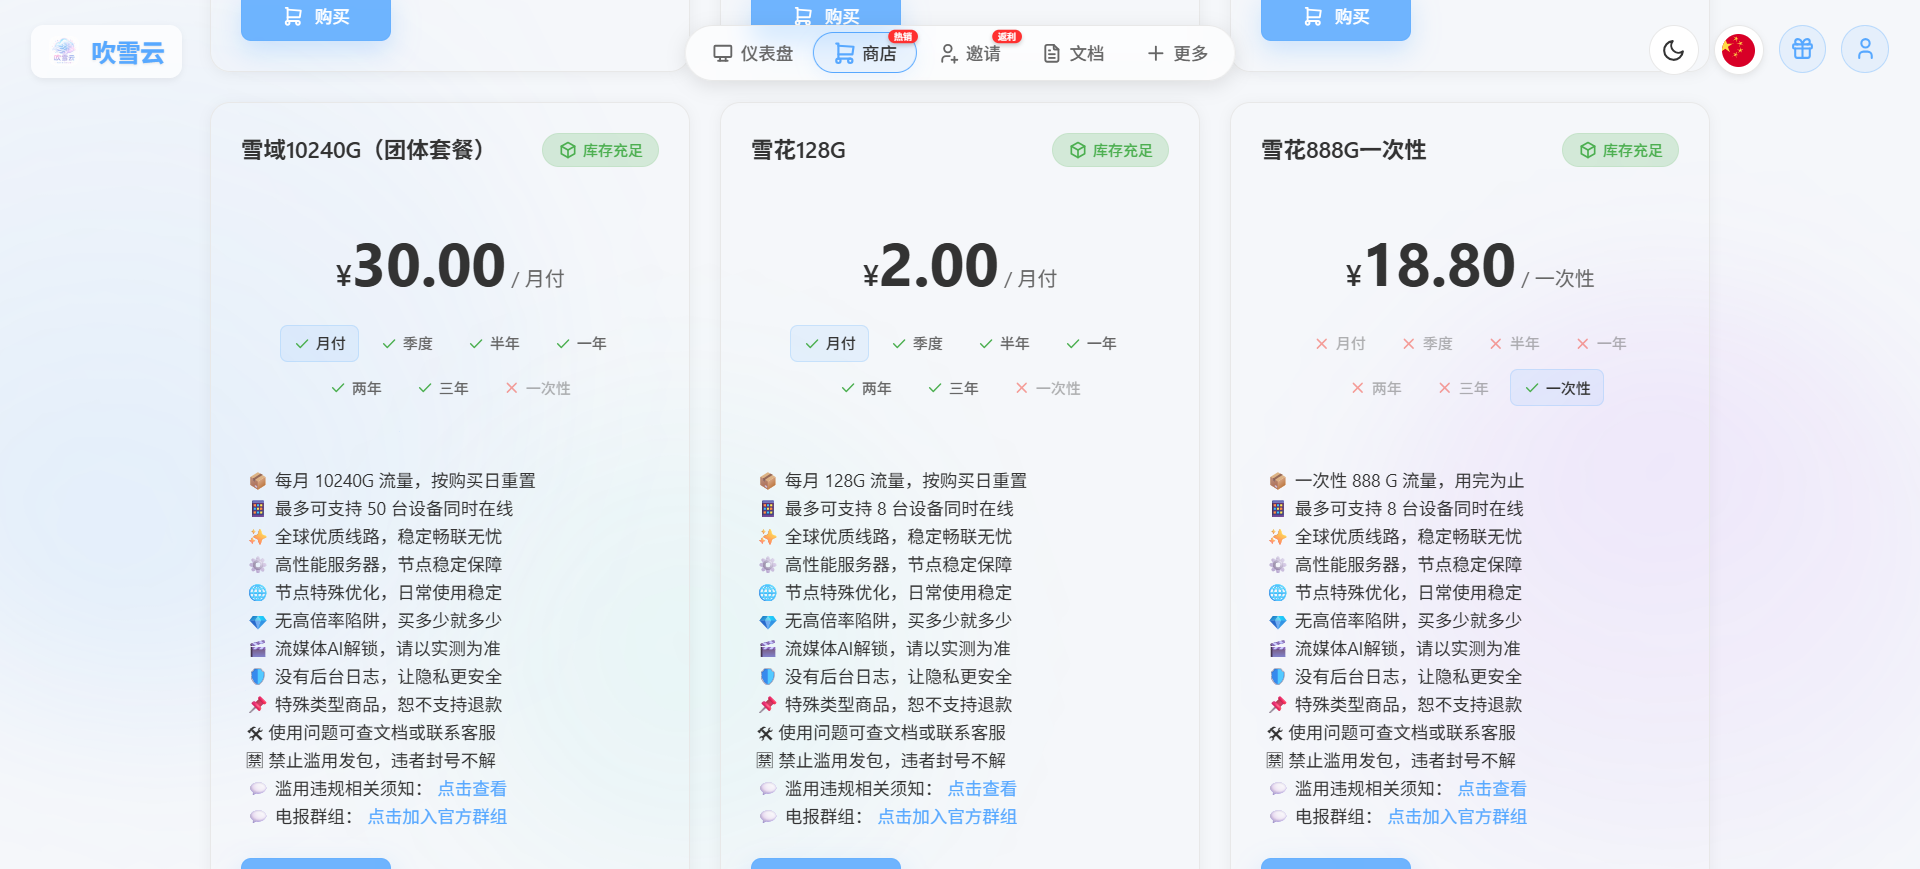 购买
购买
购买
吹雪云
吹雪云
仪表盘
商店
热销
邀请
返利
文档
更多
雪域10240G（团体套餐）
库存充足
¥30.00 / 月付
月付 季度 半年 一年
两年 三年 一次性
每月 10240G 流量，按购买日重置
最多可支持 50 台设备同时在线
全球优质线路，稳定畅联无忧
高性能服务器，节点稳定保障
节点特殊优化，日常使用稳定
无高倍率陷阱，买多少就多少
流媒体AI解锁，请以实测为准
没有后台日志，让隐私更安全
特殊类型商品，恕不支持退款
使用问题可查文档或联系客服
禁 禁止滥用发包，违者封号不解
滥用违规相关须知： 点击查看
电报群组： 点击加入官方群组
雪花128G
库存充足
¥2.00 / 月付
月付 季度 半年 一年
两年 三年 一次性
每月 128G 流量，按购买日重置
最多可支持 8 台设备同时在线
全球优质线路，稳定畅联无忧
高性能服务器，节点稳定保障
节点特殊优化，日常使用稳定
无高倍率陷阱，买多少就多少
流媒体AI解锁，请以实测为准
没有后台日志，让隐私更安全
特殊类型商品，恕不支持退款
使用问题可查文档或联系客服
禁 禁止滥用发包，违者封号不解
滥用违规相关须知： 点击查看
电报群组： 点击加入官方群组
雪花888G一次性
库存充足
¥18.80 / 一次性
月付 季度 半年 一年
两年 三年 一次性
一次性 888 G 流量，用完为止
最多可支持 8 台设备同时在线
全球优质线路，稳定畅联无忧
高性能服务器，节点稳定保障
节点特殊优化，日常使用稳定
无高倍率陷阱，买多少就多少
流媒体AI解锁，请以实测为准
没有后台日志，让隐私更安全
特殊类型商品，恕不支持退款
使用问题可查文档或联系客服
禁 禁止滥用发包，违者封号不解
滥用违规相关须知： 点击查看
电报群组： 点击加入官方群组